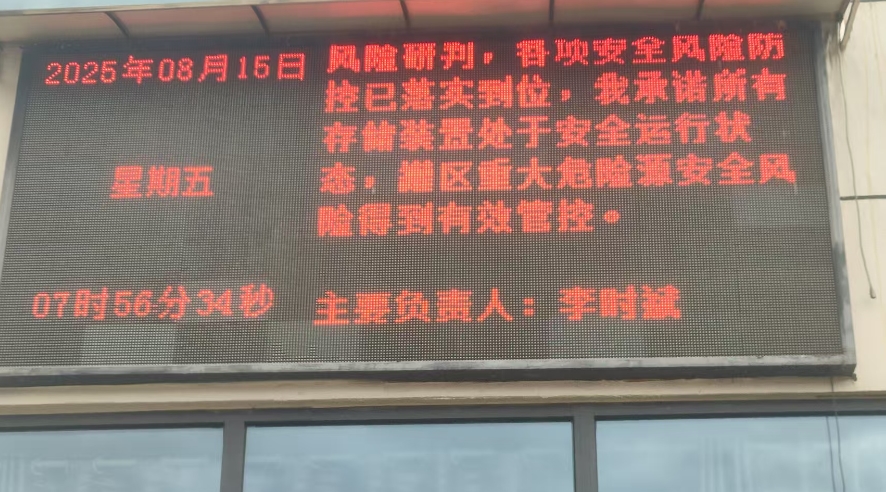 2025年08月15日
星期五
07时56分34秒
风险研判，各项安全风险防
控已落实到位，我承诺所有
存储装置处于安全运行状
态，罐区重大危险源安全风
险得到有效管控。
主要负责人：李时斌